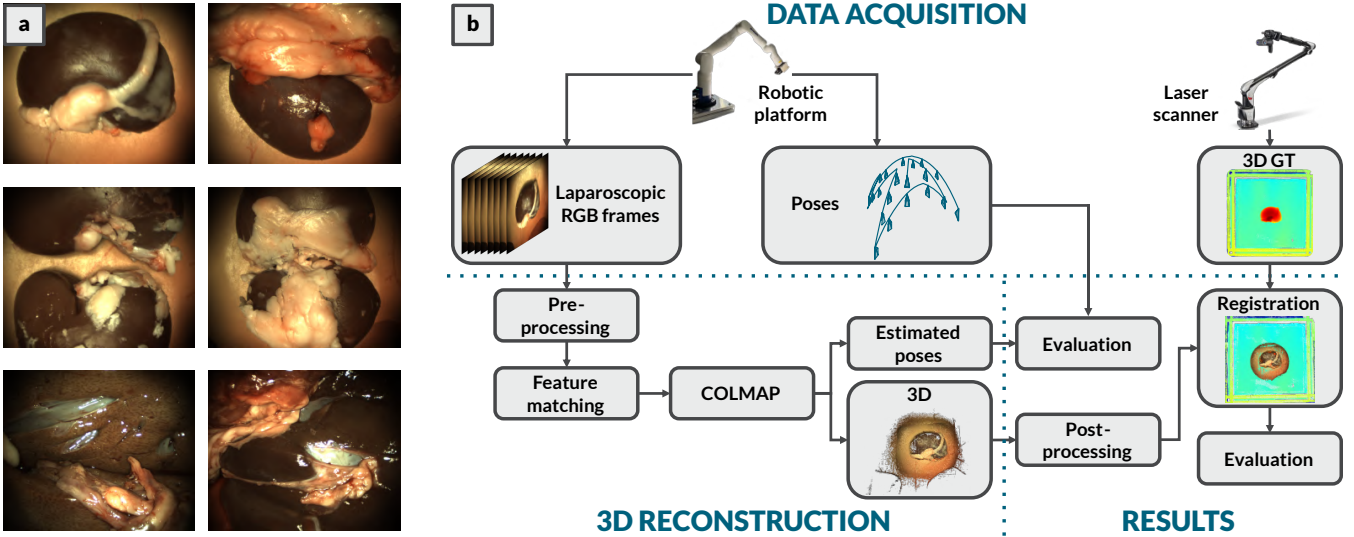 a
b
DATA ACQUISITION
Robotic
platform
Laser
scanner
Laparoscopic
RGB frames
Poses
3D GT
Pre-
processing
Feature
matching
COLMAP
Estimated
poses
3D
Evaluation
Post-
processing
Registration
Evaluation
3D RECONSTRUCTION
RESULTS